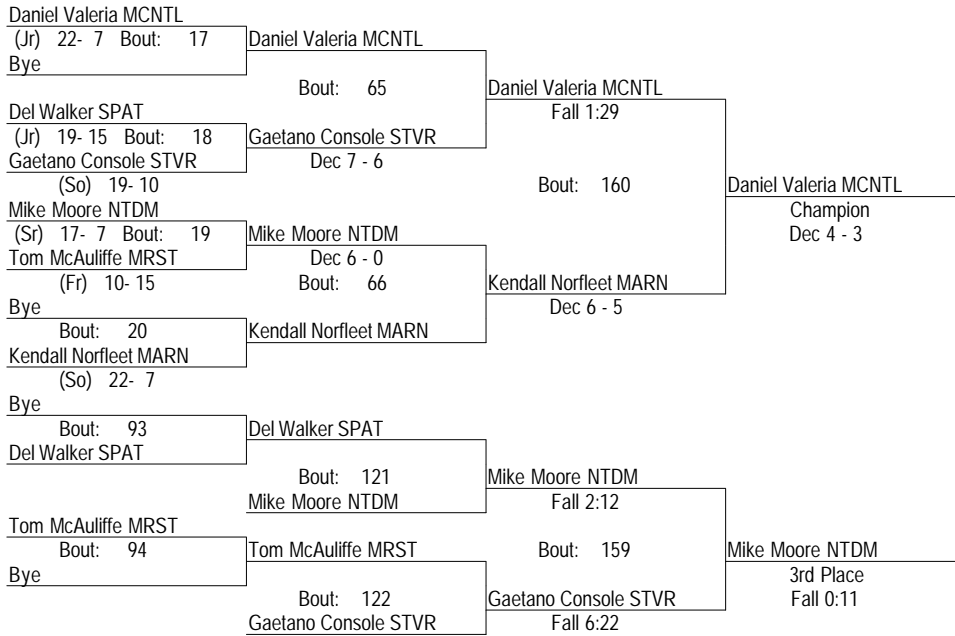 Daniel Valeria MCNTL
(Jr) 22- 7 Bout: 17 Daniel Valeria MCNTL
Bye
Bout: 65 Daniel Valeria MCNTL
Del Walker SPAT Fall 1:29
(Jr) 19- 15 Bout: 18 Gaetano Console STVR
Gaetano Console STVR Dec 7 - 6
(So) 19- 10 Bout: 160 Daniel Valeria MCNTL
Mike Moore NTDM Champion
(Sr) 17- 7 Bout: 19 Mike Moore NTDM Dec 4 - 3
Tom McAuliffe MRST Dec 6 - 0
(Fr) 10- 15 Bout: 66 Kendall Norfleet MARN
Bye Dec 6 - 5
Bout: 20 Kendall Norfleet MARN
Kendall Norfleet MARN
(So) 22- 7
Bye
Bout: 93 Del Walker SPAT
Del Walker SPAT
Bout: 121 Mike Moore NTDM
Mike Moore NTDM Fall 2:12
Tom McAuliffe MRST
Bout: 94 Tom McAuliffe MRST Bout: 159 Mike Moore NTDM
Bye 3rd Place
Bout: 122 Gaetano Console STVR Fall 0:11
Gaetano Console STVR Fall 6:22